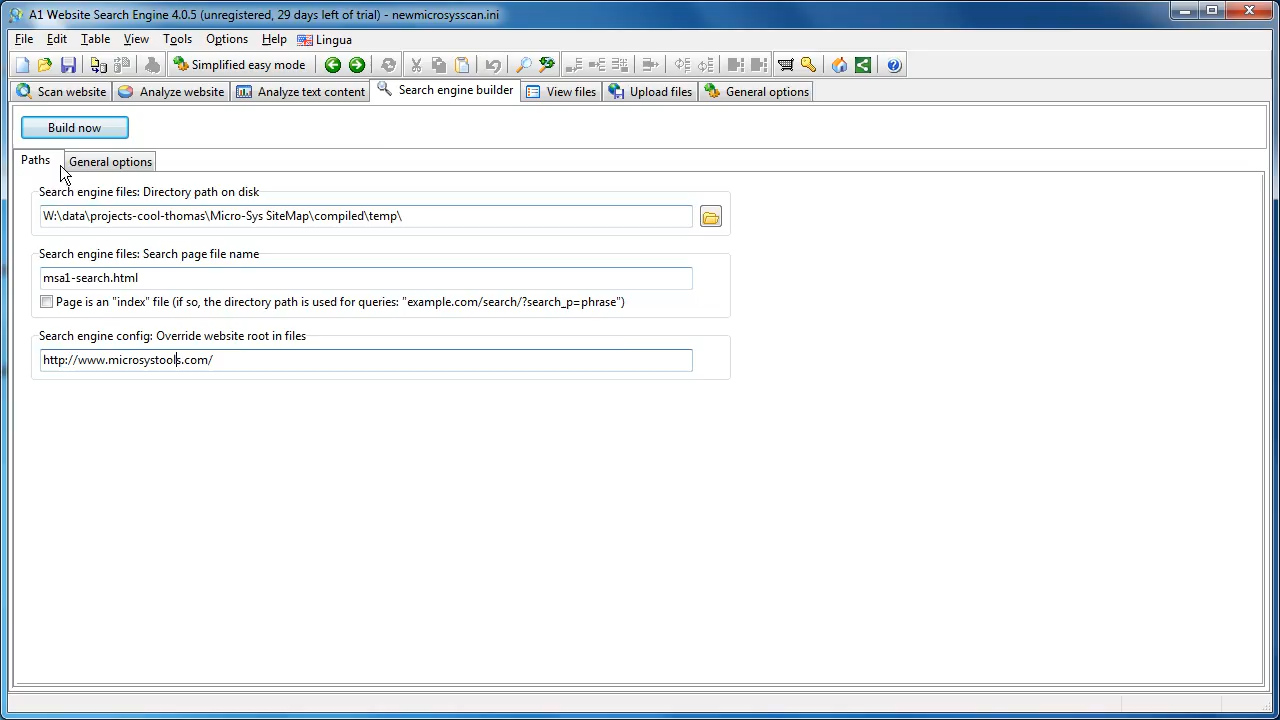 A1 Website Search Engine 4.0.5 (unregistered, 29 days left of trial) - newmicrosysscan.ini
File Edit Table View Tools Options Help Lingua
Simplified easy mode
Scan website Analyze website Analyze text content Search engine builder View files Upload files General options
Build now
Paths General options
Search engine files: Directory path on disk
W:\data\projects-cool-thomas\Micro-Sys SiteMap\compiled\temp\
Search engine files: Search page file name
msa1-search.html
Page is an "index" file (if so, the directory path is used for queries: "example.com/search/?search_p=phrase")
Search engine config: Override website root in files
http://www.microsystools.com/